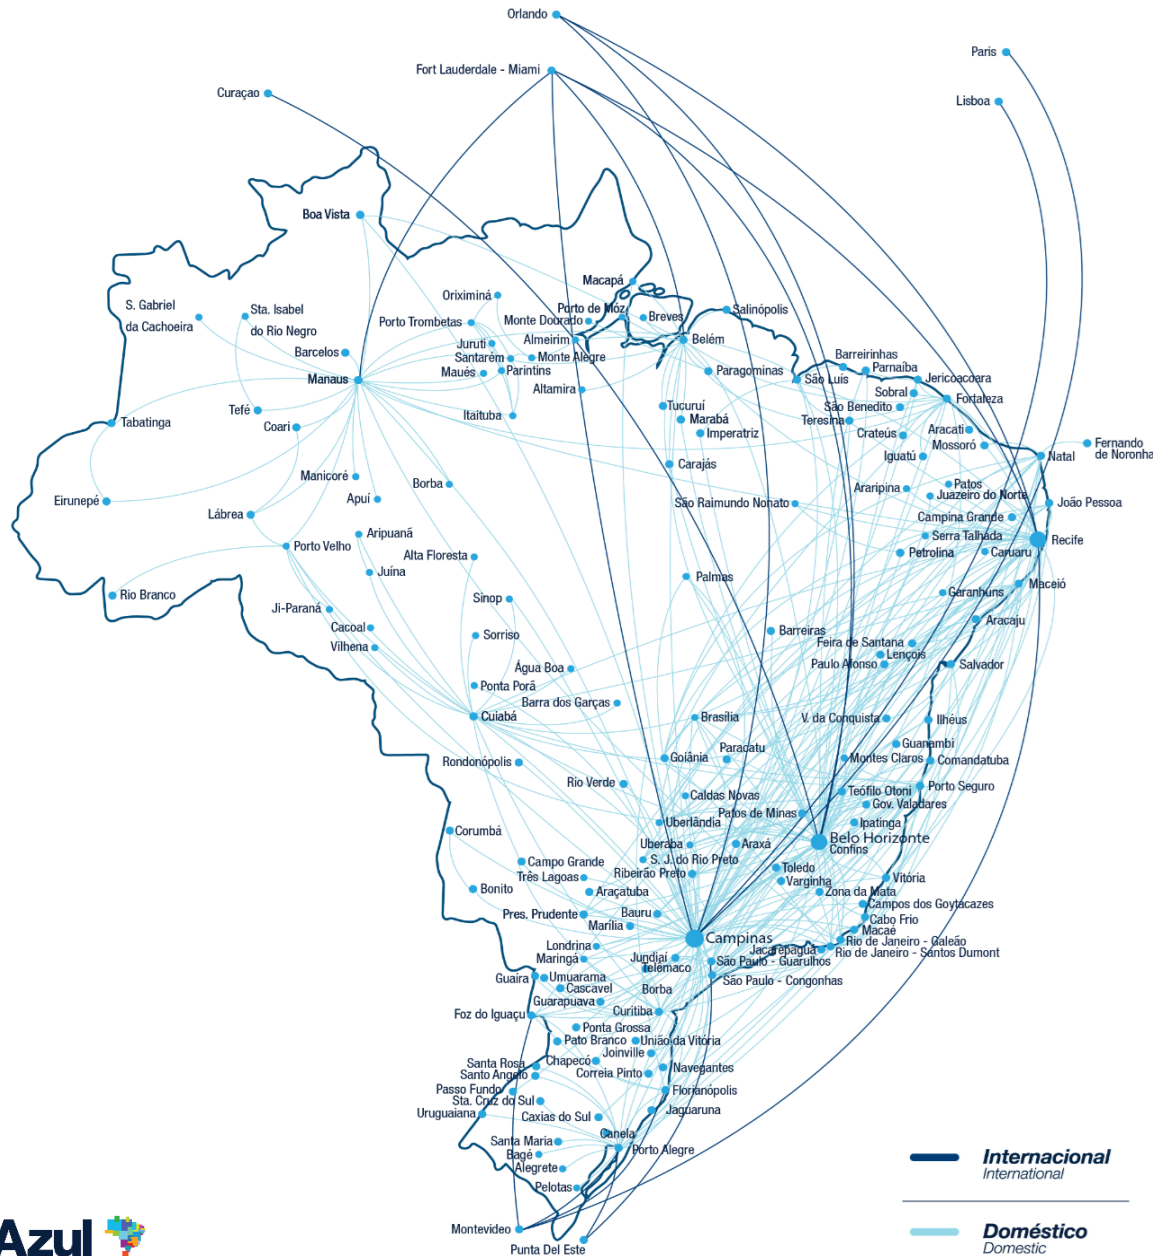 Orlando
Paris
Fort Lauderdale - Miami
Curaçao
Lisboa
Boa Vista
Macapá
Oriximiná
S. Gabriel
da Cachoeira
Sta. Isabel
do Rio Negro
Porto de Móz
Breves
Salinópolis
Porto Trombetas
Monte Dourado
Juruti
Almeirim
Belém
Barcelos
Santarém
Monte Alegre
Barreirinhas
Parnaíba
Maués
Parintins
Paragominas
São Luís
Jericoacoara
Manaus
Altamira
Sobral
Fortaleza
Tefé
Itaituba
Tucuruí
São Benedito
Tabatinga
Coari
Marabá
Teresina
Imperatriz
Crateús
Aracati
Mossoró
Fernando
de Noronha
Iguatú
Natal
Carajás
Manicoré
Borba
Araripina
Patos
Juazeiro do Norte
Eirunepé
Apuí
São Raimundo Nonato
João Pessoa
Lábrea
Campina Grande
Aripuanã
Serra Talhada
Recife
Porto Velho
Alta Floresta
Petrolina
Caruaru
Juína
Palmas
Maceió
Rio Branco
Sinop
Garanhuns
Ji-Paraná
Aracaju
Cacoal
Sorriso
Barreiras
Feira de Santana
Vilhena
Lençois
Água Boa
Paulo Afonso
Salvador
Ponta Porã
Barra dos Garças
Cuiabá
Brasília
V. da Conquista
Ilhéus
Paracatu
Guanambi
Rondonópolis
Goiânia
Montes Claros
Comandatuba
Rio Verde
Caldas Novas
Teófilo Otoni
Porto Seguro
Gov. Valadares
Patos de Minas
Uberlândia
Ipatinga
Corumbá
Uberaba
Araxá
Belo Horizonte
Confins
Campo Grande
S. J. do Rio Preto
Toledo
Três Lagoas
Ribeirão Preto
Varginha
Vitória
Bonito
Araçatuba
Zona da Mata
Campos dos Goytacazes
Pres. Prudente
Bauru
Cabo Frio
Marília
Macaé
Campinas
Rio de Janeiro - Galeão
Londrina
Jacarepaguá
Rio de Janeiro - Santos Dumont
Maringá
Jundiaí
São Paulo - Guarulhos
Telêmaco
Borba
Guaíra
Umuarama
São Paulo - Congonhas
Cascavel
Guarapuava
Foz do Iguaçu
Curitiba
Ponta Grossa
Pato Branco
União da Vitória
Joinville
Santa Rosa
Chapecó
Navegantes
Santo Angelo
Correia Pinto
Passo Fundo
Florianópolis
Sta. Cruz do Sul
Uruguaiana
Caxias do Sul
Jaguaruna
Canela
Santa Maria
Porto Alegre
Bagé
Alegrete
Pelotas
Montevideo
Punta Del Este
Internacional
International
Doméstico
Domestic
Azul